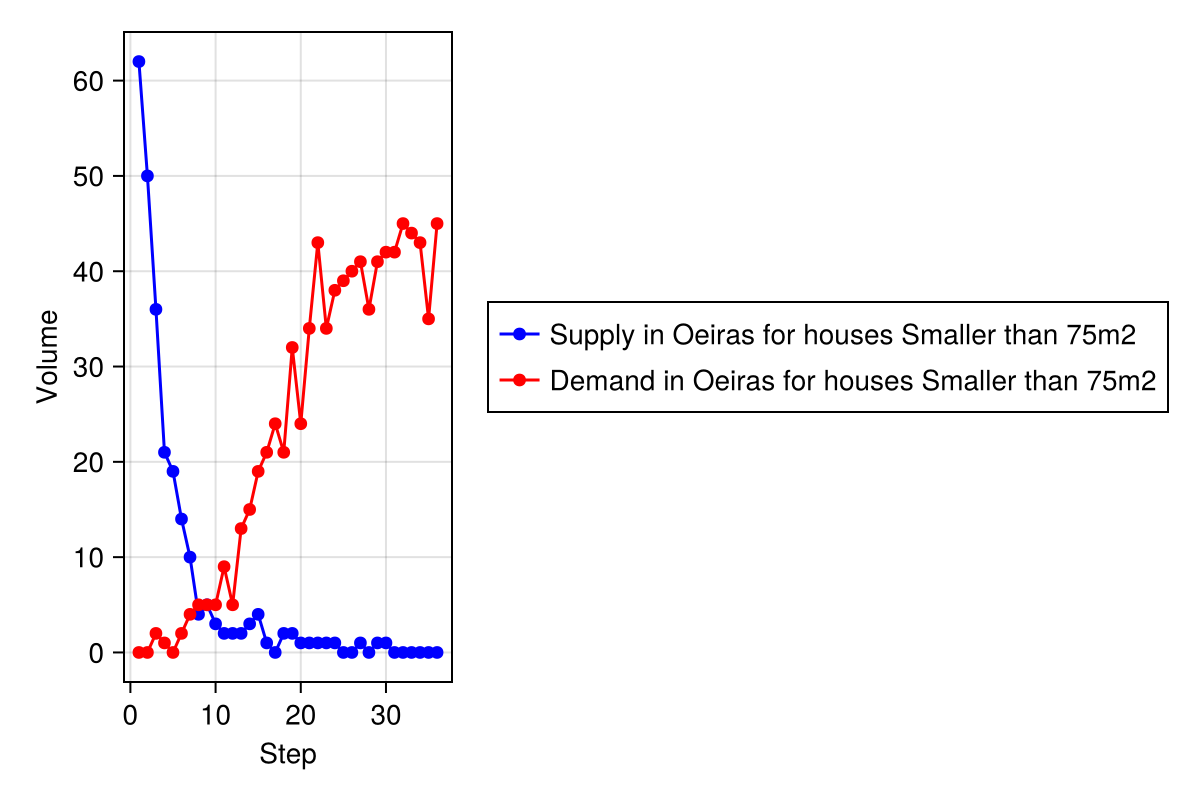 60
50
40
30
20
10
0
Volume
0 10 20 30
Step
Supply in Oeiras for houses Smaller than 75m2
Demand in Oeiras for houses Smaller than 75m2